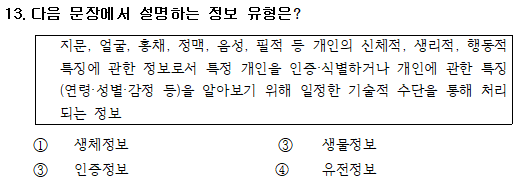 13. 다음 문장에서 설명하는 정보 유형은?
지문, 얼굴, 홍채, 정맥, 음성, 필적 등 개인의 신체적, 생리적, 행동적
특징에 관한 정보로서 특정 개인을 인증·식별하거나 개인에 관한 특징
(연령·성별·감정 등)을 알아보기 위해 일정한 기술적 수단을 통해 처리
되는 정보
① 생체정보 ③ 생물정보
③ 인증정보 ④ 유전정보